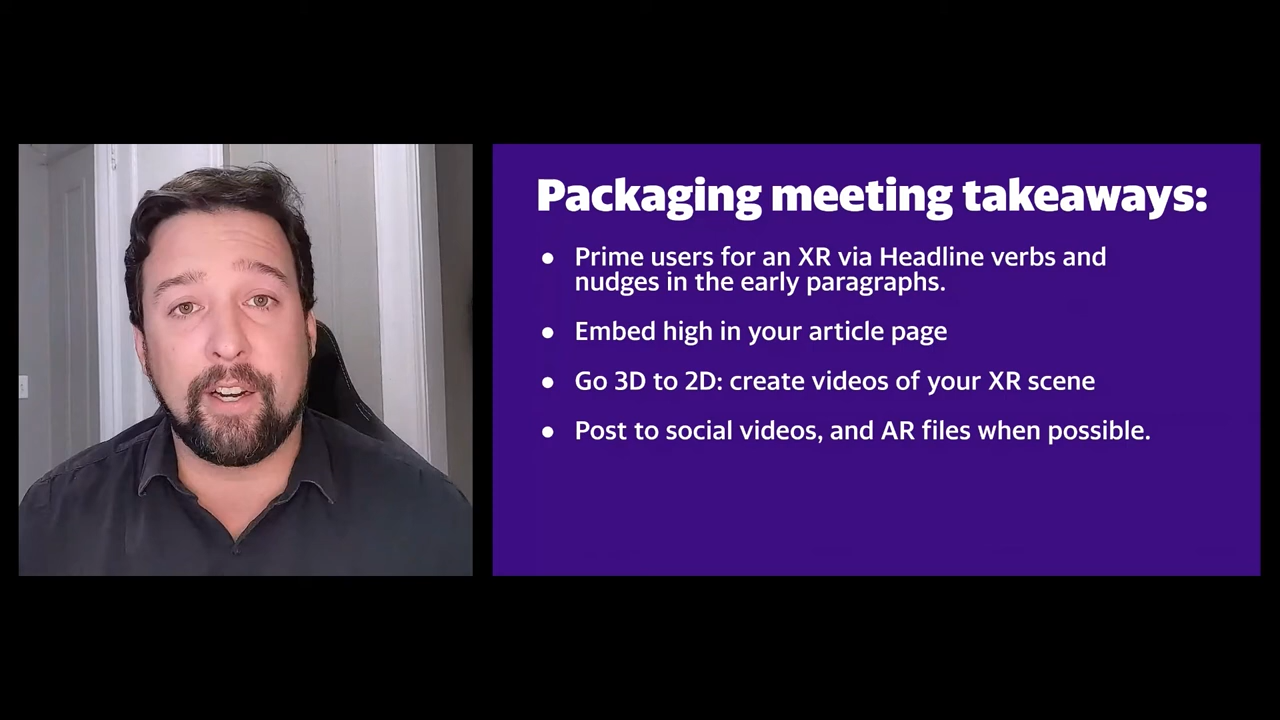 Packaging meeting takeaways:
● Prime users for an XR via Headline verbs and
nudges in the early paragraphs.
● Embed high in your article page
● Go 3D to 2D: create videos of your XR scene
● Post to social videos, and AR files when possible.